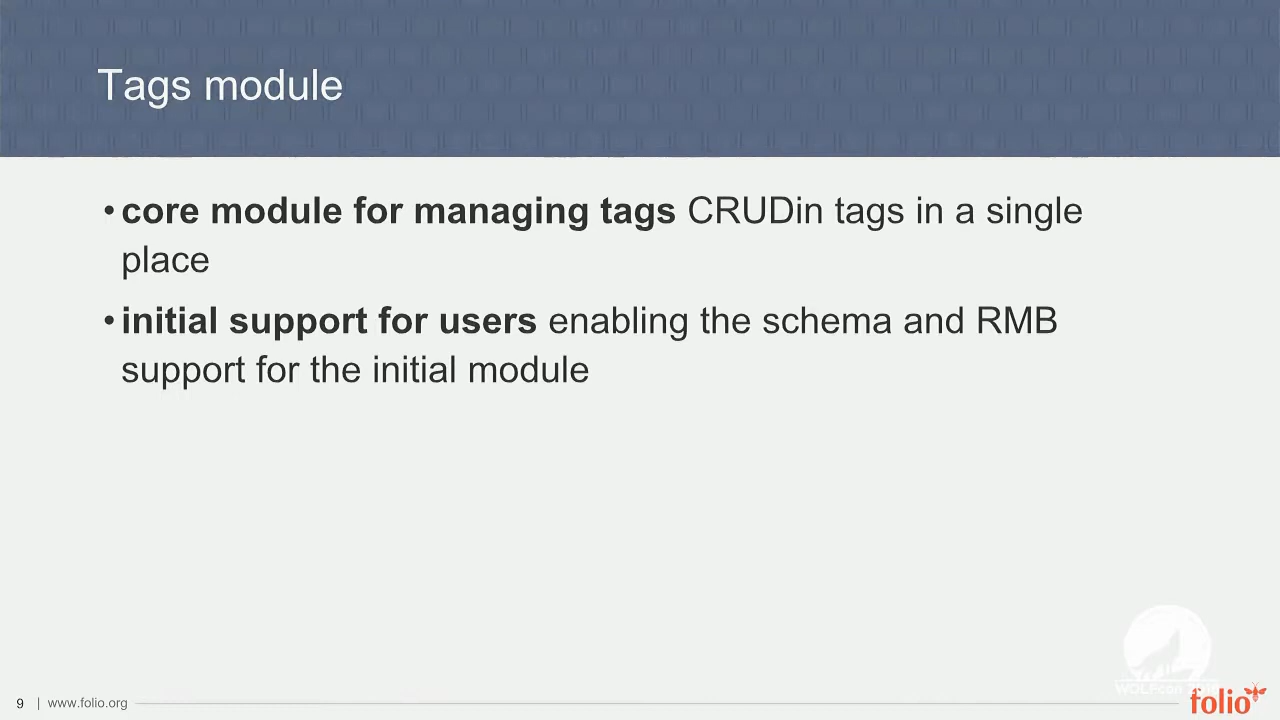 Tags module
•core module for managing tags CRUDin tags in a single
place
•initial support for users enabling the schema and RMB
support for the initial module
WOLFcon
9 | www.folio.org
folio